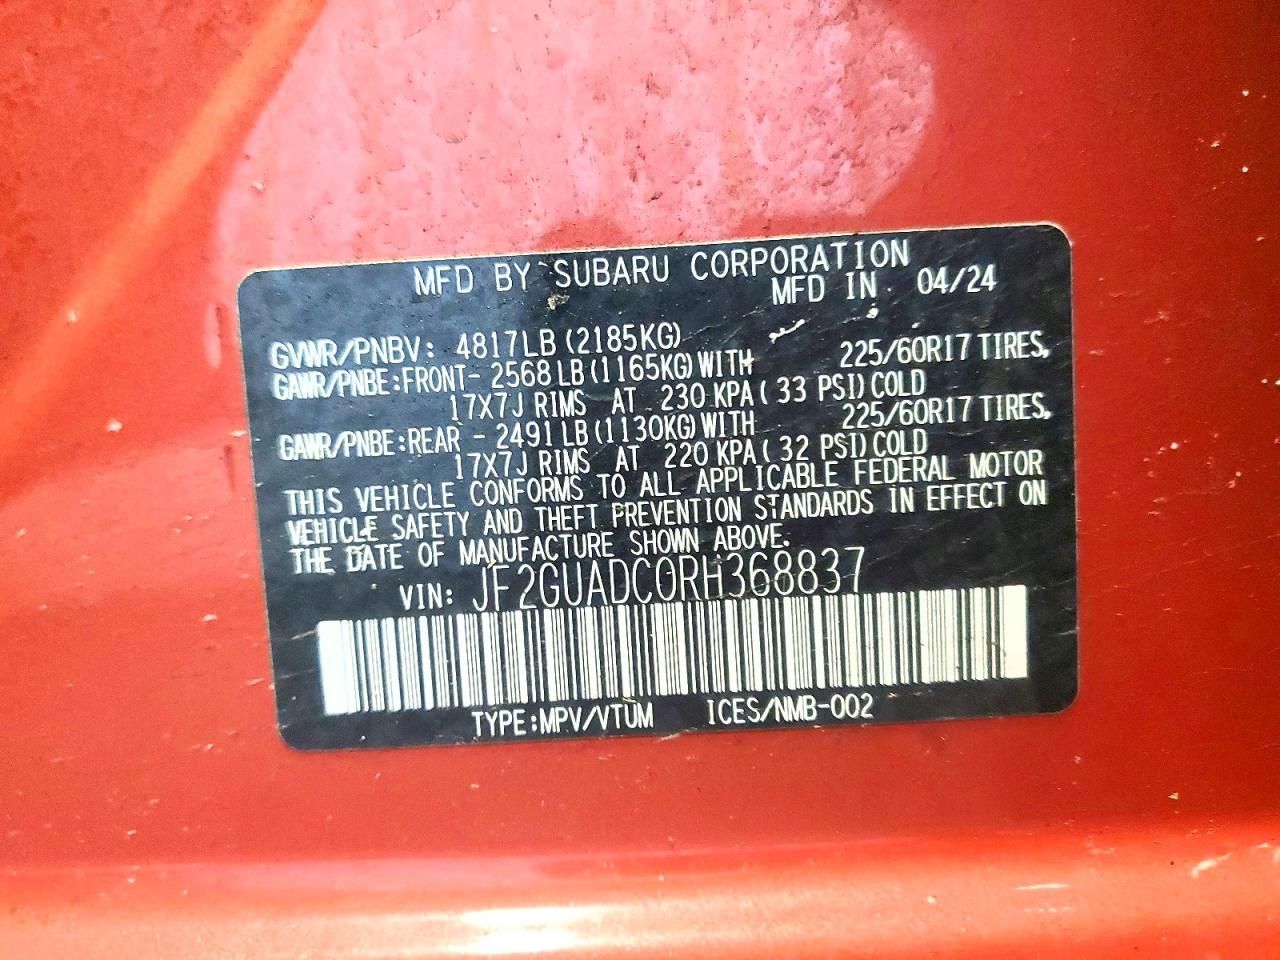 MFD BY SUBARU CORPORATION
MFD IN 04/24
GVWR/PNBV: 4817LB (2185KG)
GAWR/PNBE:FRONT- 2568 LB(1165KG)WITH 225/60R17 TIRES,
17X7J RIMS AT 230 KPA( 33 PSI)COLD
GAWR/PNBE:REAR - 2491LB(1130KG)WITH 225/60R17 TIRES,
17X7J RIMS AT 220 KPA( 32 PSI)COLD
THIS VEHICLE CONFORMS TO ALL APPLICABLE FEDERAL MOTOR
VEHICLE SAFETY AND THEFT PREVENTION STANDARDS IN EFFECT ON
THE DATE OF MANUFACTURE SHOWN ABOVE.
VIN: JF2GUADC0RH368837
TYPE:MPV/VTUM ICES/NMB-002